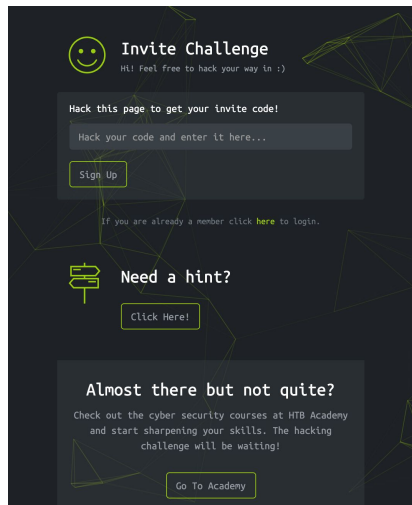 Invite Challenge
Hi! Feel free to hack your way in :)
Hack this page to get your invite code!
Hack your code and enter it here...
Sign Up
If you are already a member click here to login.
Need a hint?
Click Here!
Almost there but not quite?
Check out the cyber security courses at HTB Academy
and start sharpening your skills. The hacking
challenge will be waiting!
Go To Academy